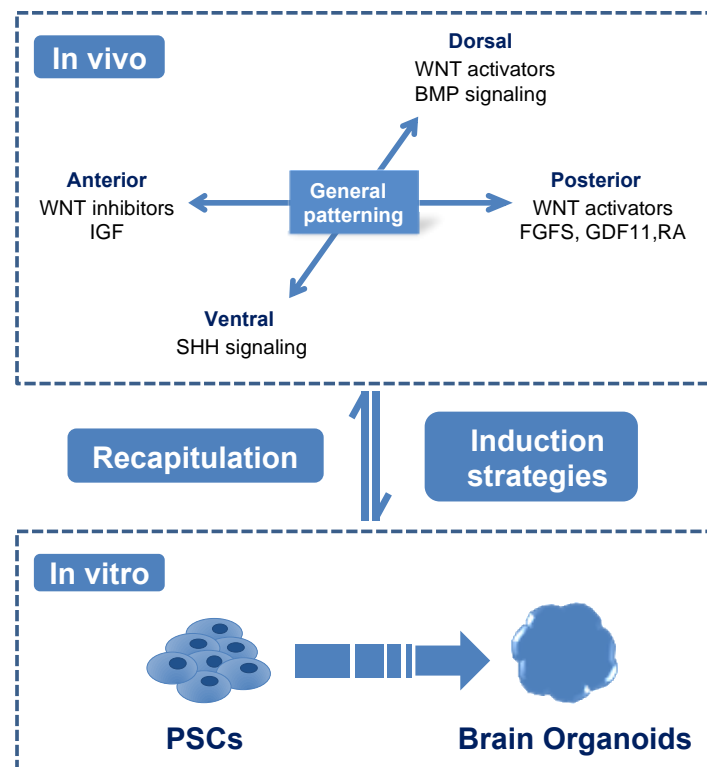 In vivo
Dorsal
WNT activators
BMP signaling
Anterior
WNT inhibitors
IGF
General
patterning
Posterior
WNT activators
FGFS, GDF11,RA
Ventral
SHH signaling
Recapitulation
Induction
strategies
In vitro
PSCs
Brain Organoids